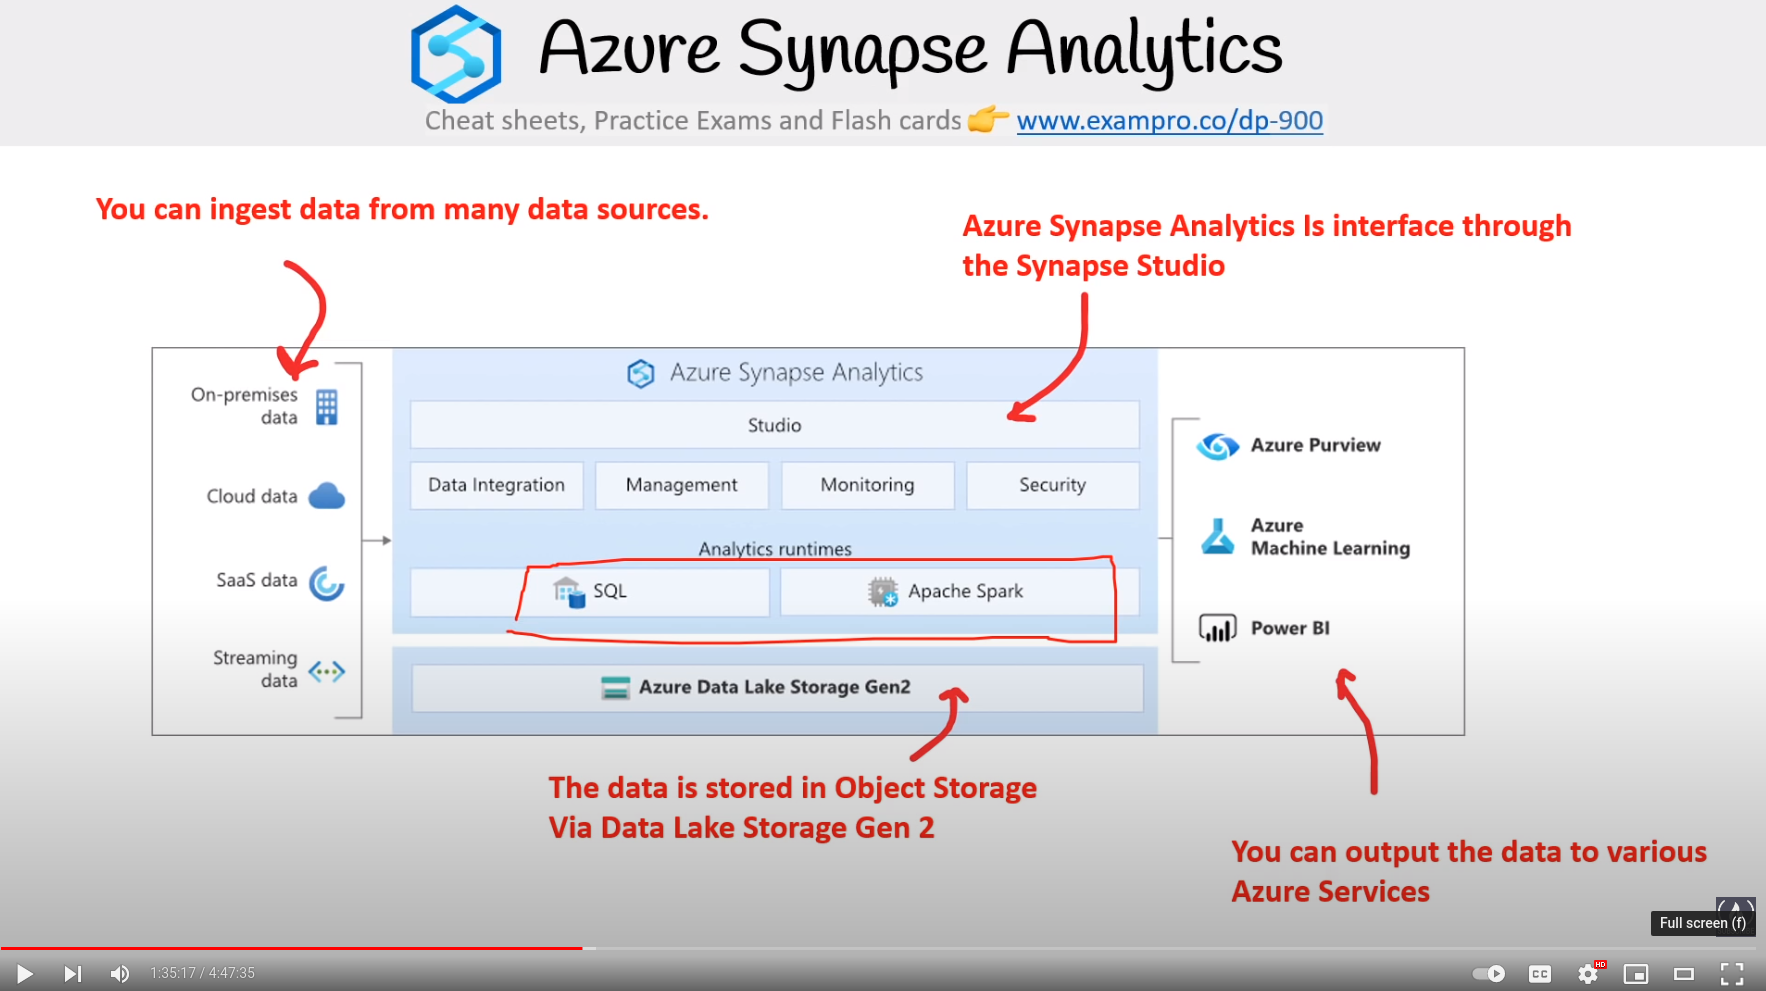 Azure Synapse Analytics
Cheat sheets, Practice Exams and Flash cards www.exampro.co/dp-900
You can ingest data from many data sources.
Azure Synapse Analytics Is interface through
the Synapse Studio
On-premises
data
Cloud data
SaaS data
Streaming
data
Azure Synapse Analytics
Studio
Data Integration
Management
Monitoring
Security
Analytics runtimes
SQL
Apache Spark
Azure Data Lake Storage Gen2
Azure Purview
Azure
Machine Learning
Power BI
The data is stored in Object Storage
Via Data Lake Storage Gen 2
You can output the data to various
Azure Services
Full screen (f)
1:35:17 / 4:47:35
CC
HD